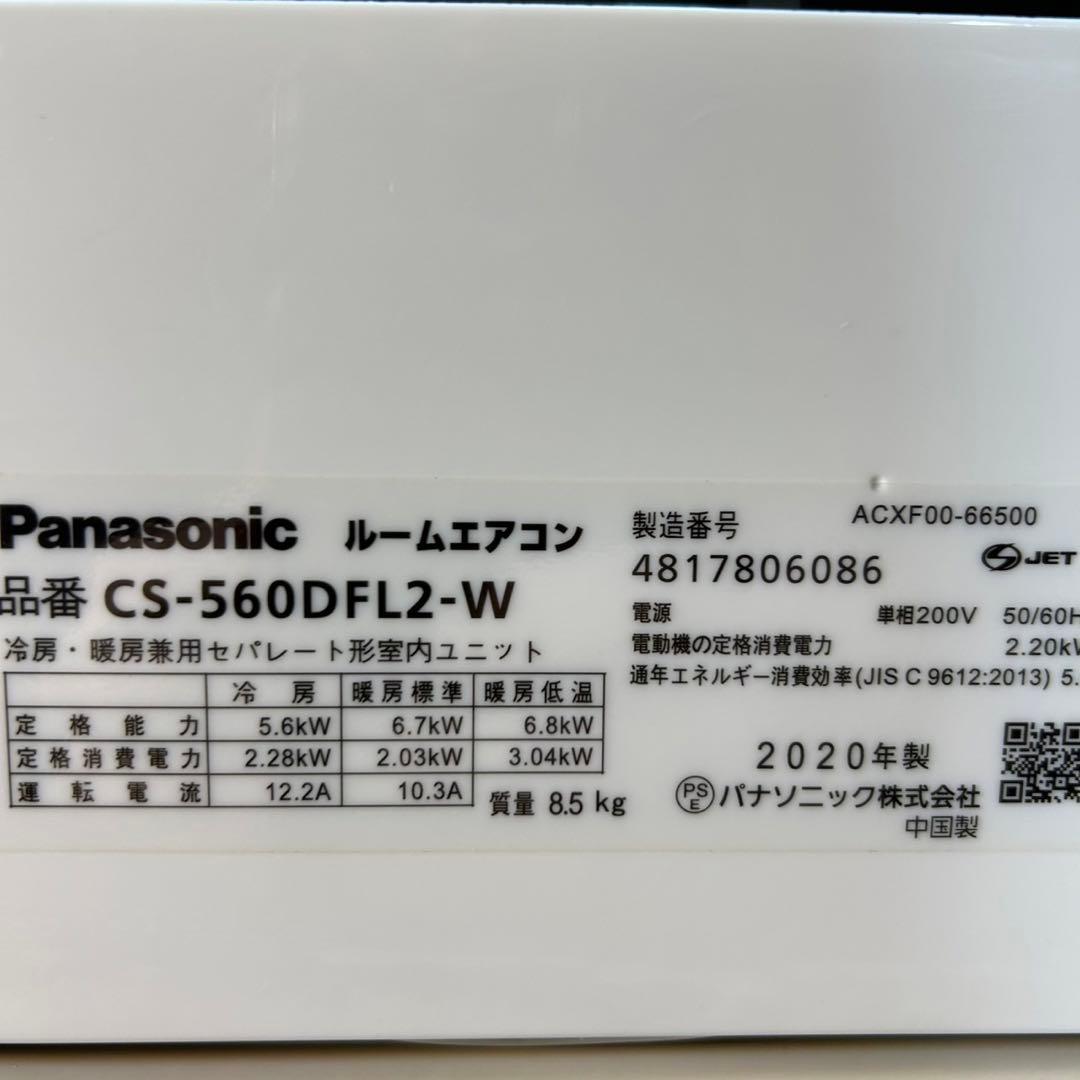 Panasonic ルームエアコン
品番 CS-560DFL2-W
冷房・暖房兼用セパレート形室内ユニット
冷房 暖房標準 暖房低温
定格能力 5.6kW 6.7kW 6.8kW
定格消費電力 2.28kW 2.03kW 3.04kW
運転電流 12.2A 10.3A
質量 8.5 kg
製造番号 ACXF00-66500
4817806086 JET
電源 単相200V 50/60H
電動機の定格消費電力 2.20kW
通年エネルギー消費効率(JIS C 9612:2013) 5.
2020年製
PSE パナソニック株式会社
中国製